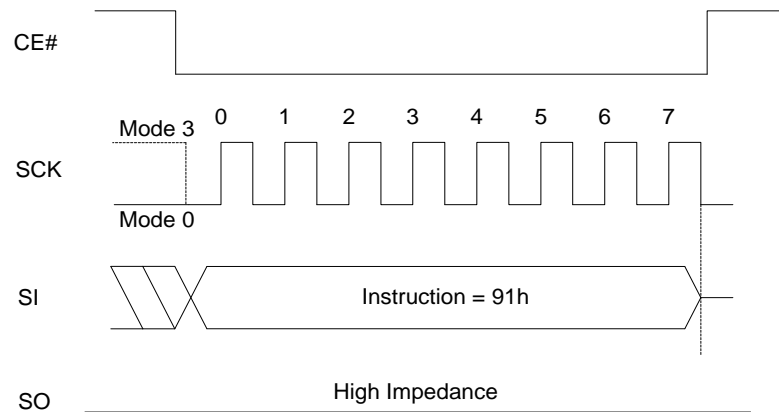 CE#
Mode 3
0 1 2 3 4 5 6 7
SCK
Mode 0
SI
Instruction = 91h
SO
High Impedance